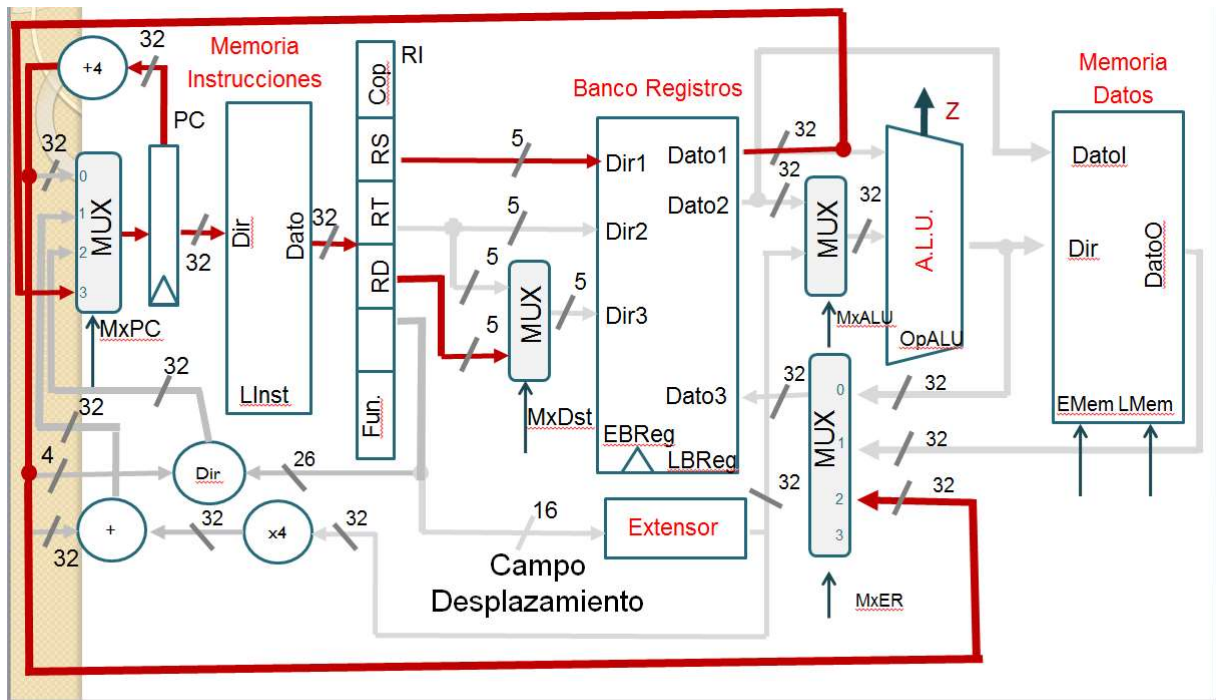 32
+4
Memoria
Instrucciones
Cop
RI
Banco Registros
Z
Memoria
Datos
PC
32
32
0
1
2
3
MUX
MxPC
32
Dir
Dato
LInst
32
RS
RT
RD
Fun.
5
5
5
5
5
MUX
MxDst
Dir1
Dir2
Dir3
Dato1
Dato2
Dato3
EBReg
LBReg
32
32
32
MUX
MxALU
A.L.U.
OpALU
DatoI
Dir
DatoO
EMem LMem
32
32
32
32
MUX
0
1
2
3
MxER
32
32
4
Dir
26
+
32
32
x4
32
16
Extensor
32
Campo
Desplazamiento